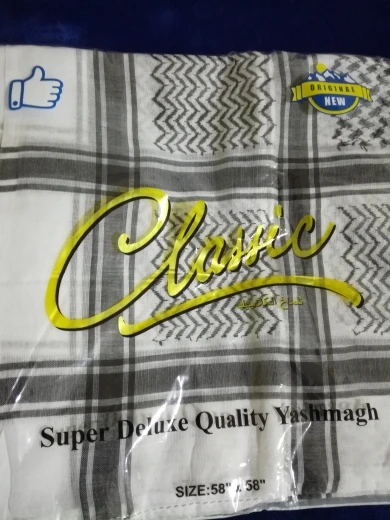 ORIGINAL
NEW
Classic
Super Deluxe Quality Yashmagh
SIZE:58" x 58"